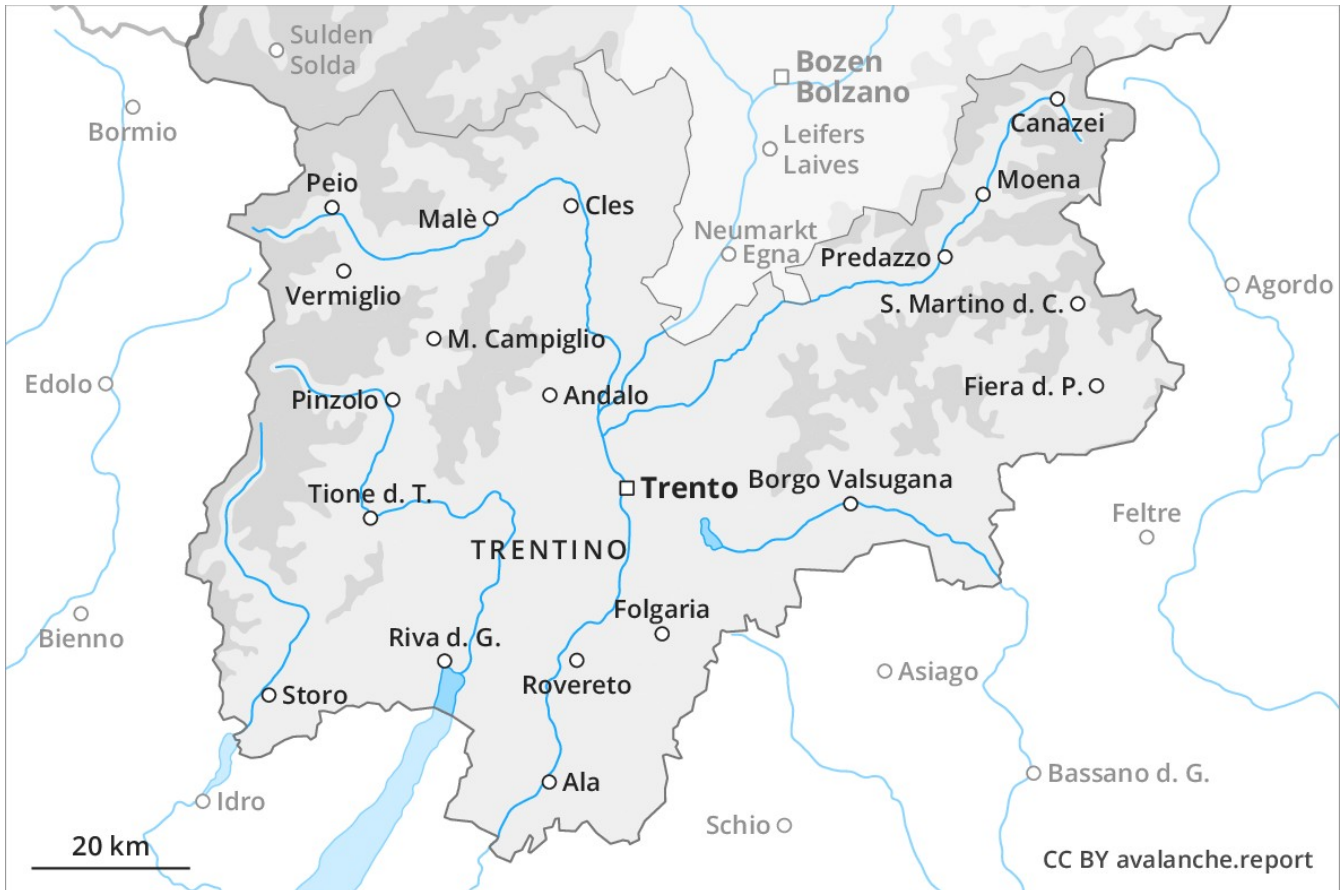 Sulden
Solda
Bozen
Bolzano
Bormio
Canazei
Leifers
Laives
Peio
Moena
Malè
Cles
Neumarkt
Egna
Predazzo
Vermiglio
S. Martino d. C.
Agordo
M. Campiglio
Edolo
Pinzolo
Andalo
Fiera d. P.
Tione d. T.
Trento
Borgo Valsugana
Feltre
TRENTINO
Folgaria
Bienno
Riva d. G.
Asiago
Rovereto
Storo
Ala
Bassano d. G.
Idro
Schio
20 km
CC BY avalanche.report